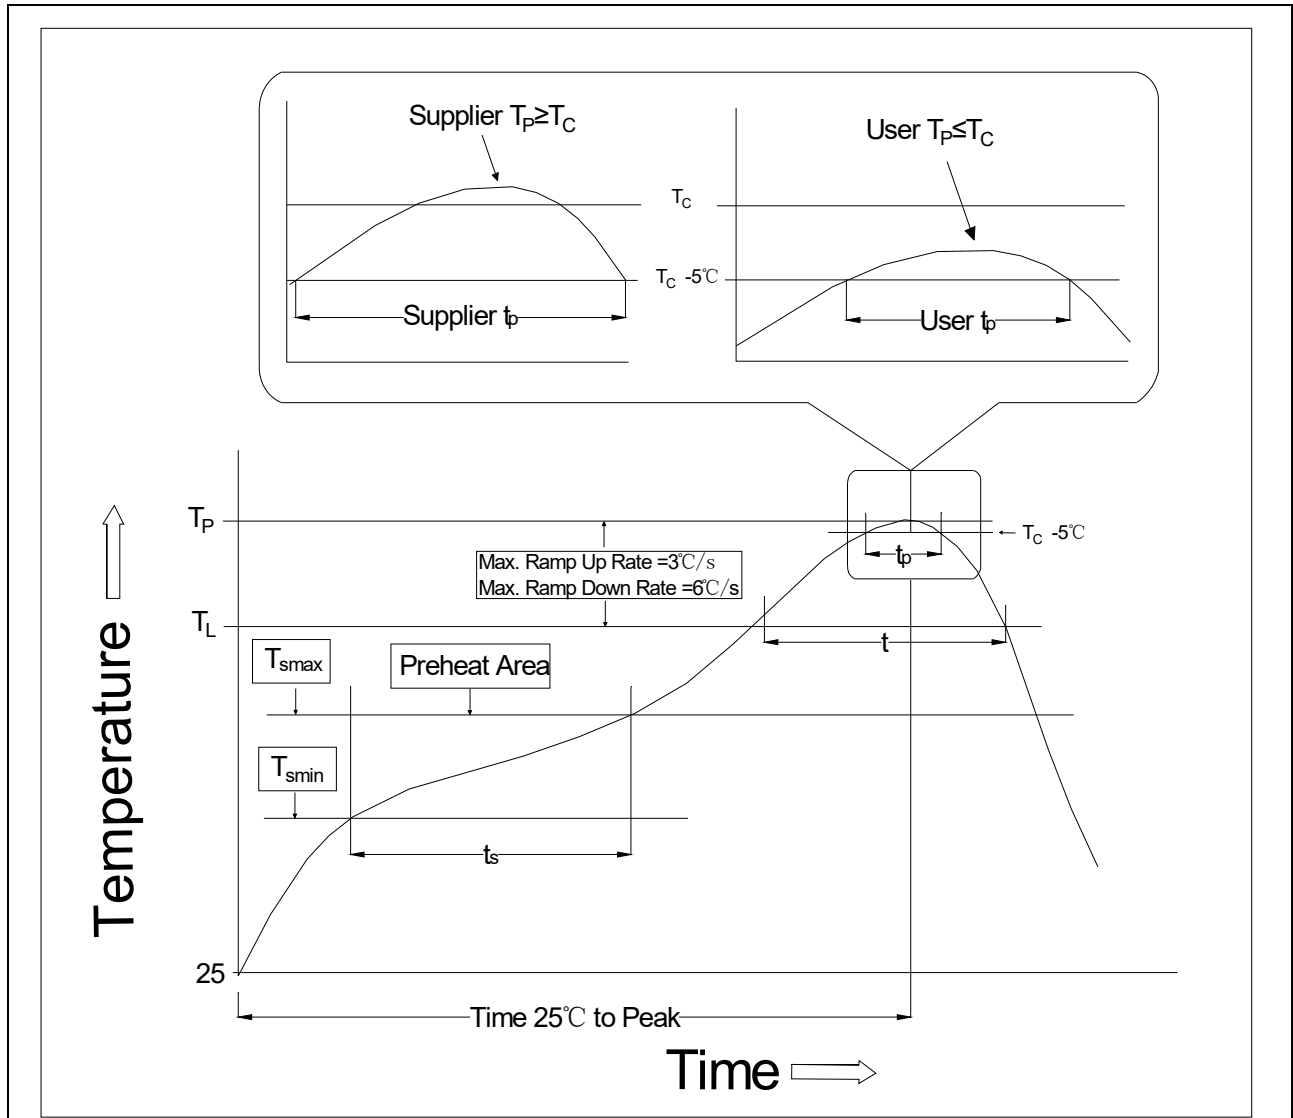 Supplier TP≥TC
User TP≤TC
TC
TC -5℃
Supplier tp
User tp
TP
TC -5℃
tp
Max. Ramp Up Rate =3℃/s
Max. Ramp Down Rate =6℃/s
TL
t
Tsmax
Preheat Area
Tsmin
ts
Temperature
25
Time 25℃ to Peak
Time